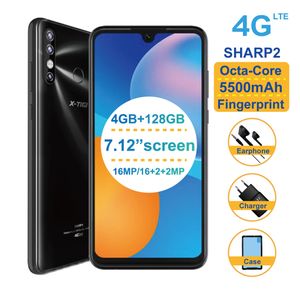 4G LTE
SHARP2
Octa-Core
5500mAh
Fingerprint
Earphone
Charger
Case
X-TIGI
4GB+128GB
7.12”screen
16MP/16+2+2MP